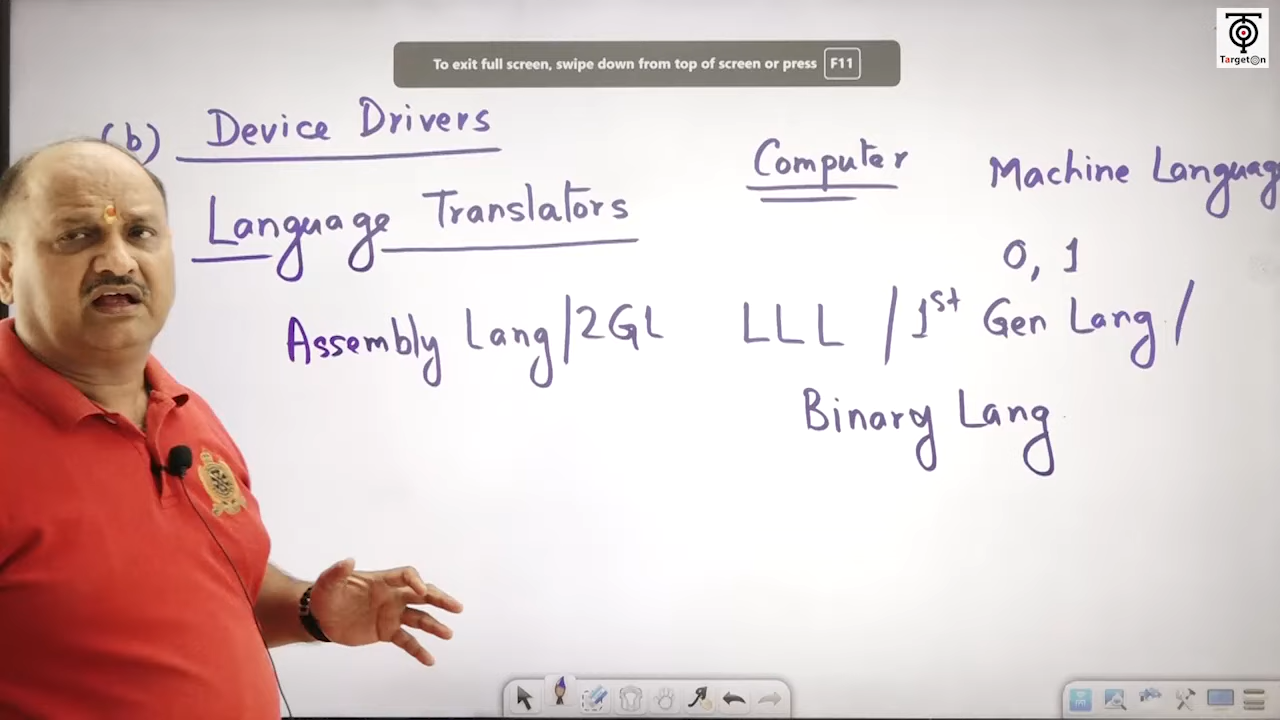 To exit full screen, swipe down from top of screen or press F11
TargetOn
(b) Device Drivers
Computer
Machine Languag
Language Translators
0, 1
Assembly Lang/2GL
LLL / 1st Gen Lang /
Binary Lang